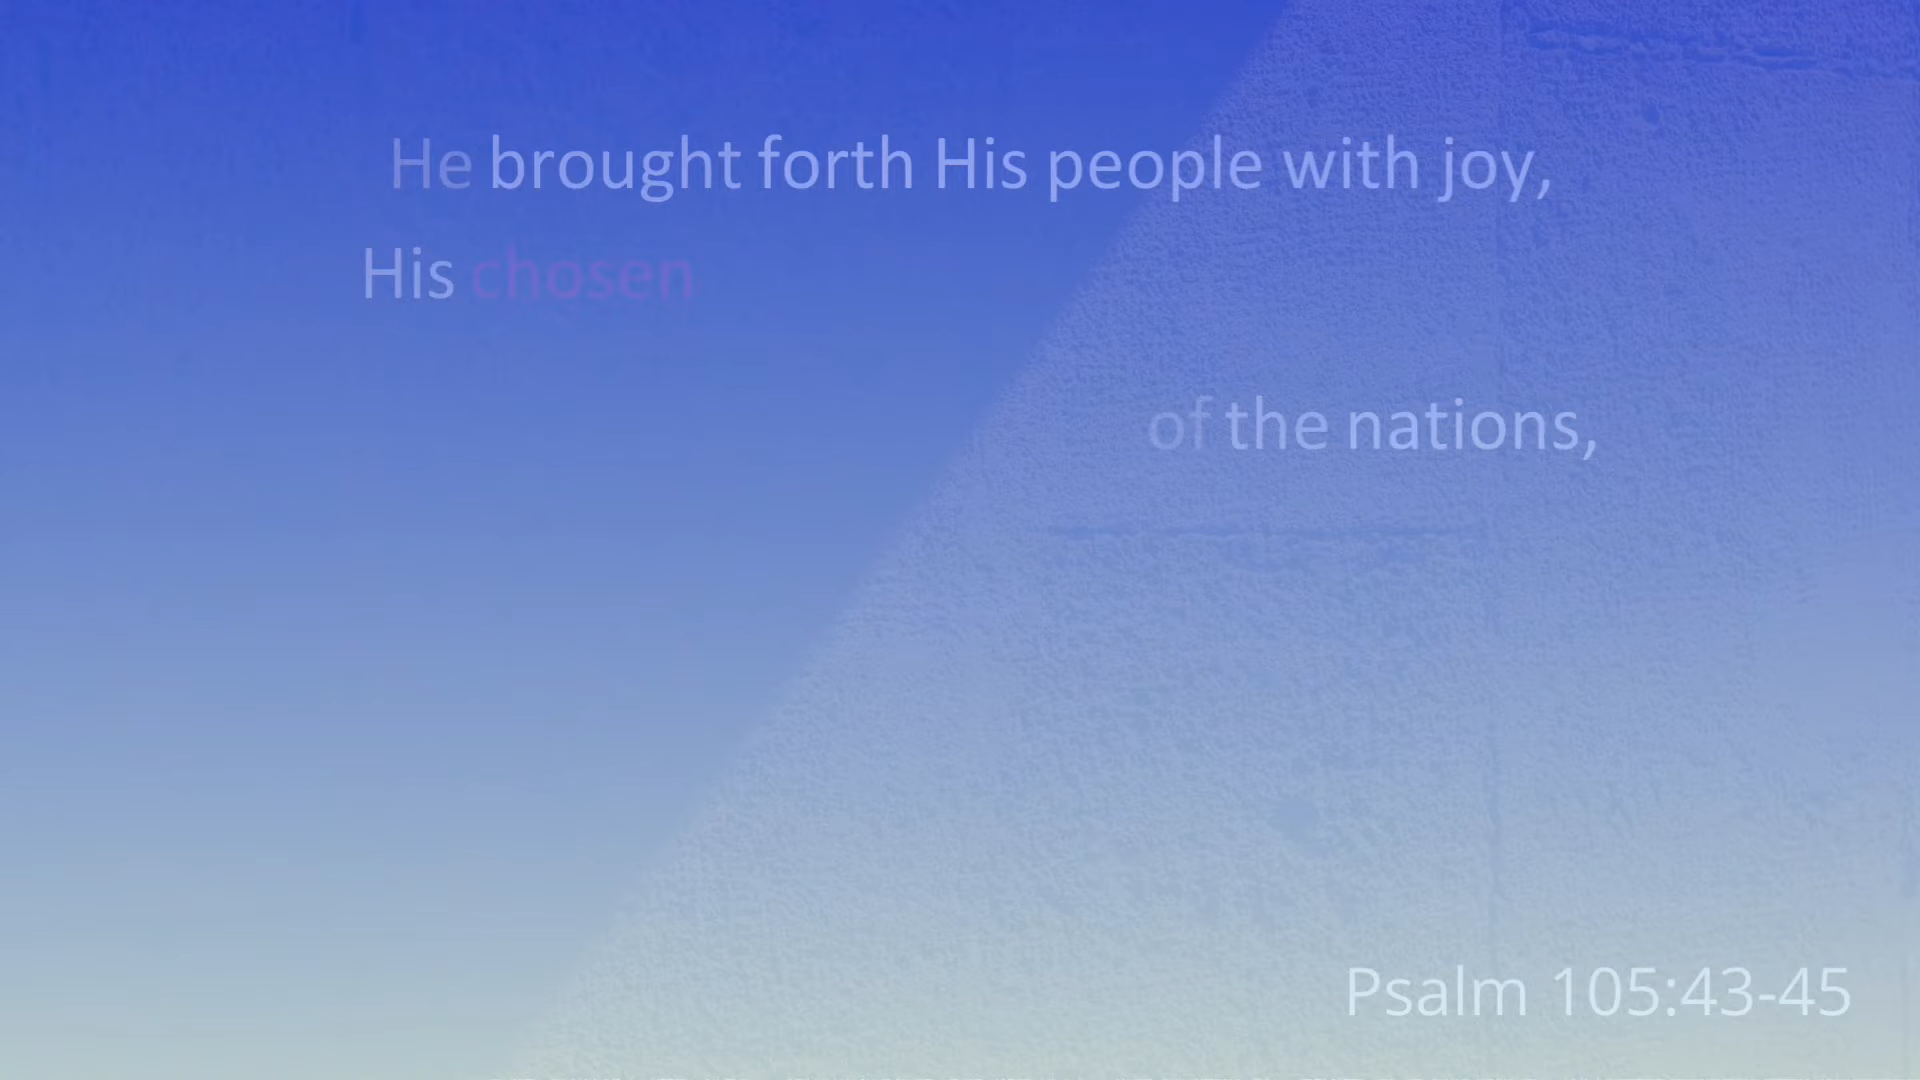 He brought forth His people with joy,
His chosen
of the nations,
Psalm 105:43-45